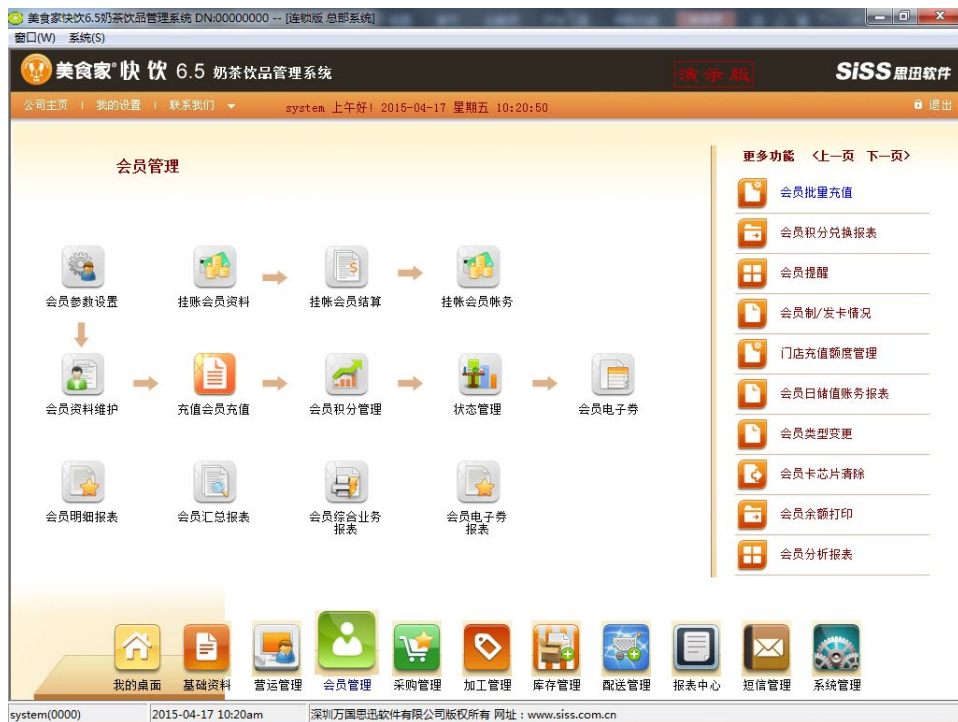 美食家快饮6.5奶茶饮品管理系统 DN:00000000 -- [连锁版 总部系统]
窗口(W) 系统(S)
美食家®快饮 6.5 奶茶饮品管理系统
演示版
SiSS思迅软件
公司主页 | 我的设置 | 联系我们
system 上午好! 2015-04-17 星期五 10:20:50
退出
会员管理
会员参数设置
挂账会员资料
挂帐会员结算
挂帐会员帐务
会员资料维护
充值会员充值
会员积分管理
状态管理
会员电子券
会员明细报表
会员汇总报表
会员综合业务
报表
会员电子券
报表
更多功能 <上一页 下一页>
会员批量充值
会员积分兑换报表
会员提醒
会员制/发卡情况
门店充值额度管理
会员日储值账务报表
会员类型变更
会员卡芯片清除
会员余额打印
会员分析报表
我的桌面
基础资料
营运管理
会员管理
采购管理
加工管理
库存管理
配送管理
报表中心
短信管理
系统管理
system(0000)
2015-04-17 10:20am
深圳万国思迅软件有限公司版权所有 网址：www.siss.com.cn